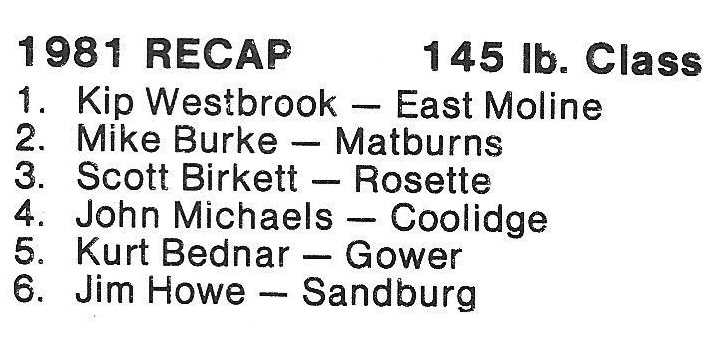 1981 RECAP 145 lb. Class
1. Kip Westbrook — East Moline
2. Mike Burke — Matburns
3. Scott Birkett — Rosette
4. John Michaels — Coolidge
5. Kurt Bednar — Gower
6. Jim Howe — Sandburg